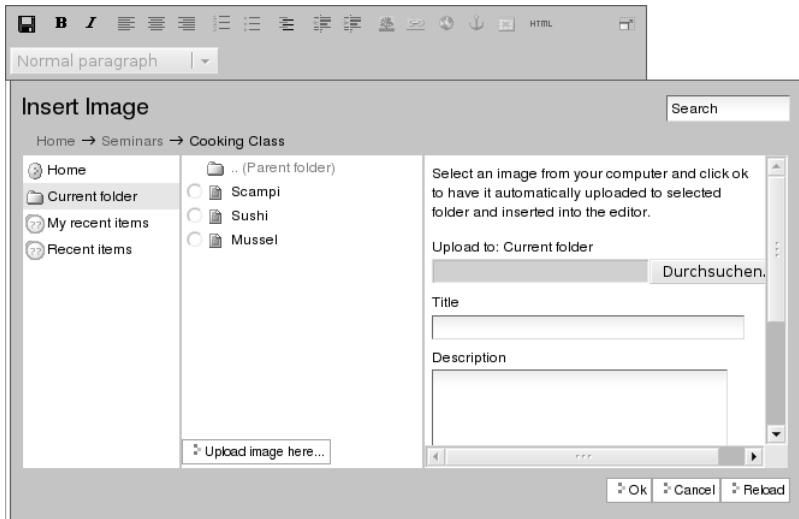 B I HTML
Normal paragraph
Insert Image
Search
Home → Seminars → Cooking Class
Home
Current folder
My recent items
Recent items
.. (Parent folder)
Scampi
Sushi
Mussel
Upload image here...
Select an image from your computer and click ok
to have it automatically uploaded to selected
folder and inserted into the editor.
Upload to: Current folder
Durchsuchen.
Title
Description
Ok Cancel Reload